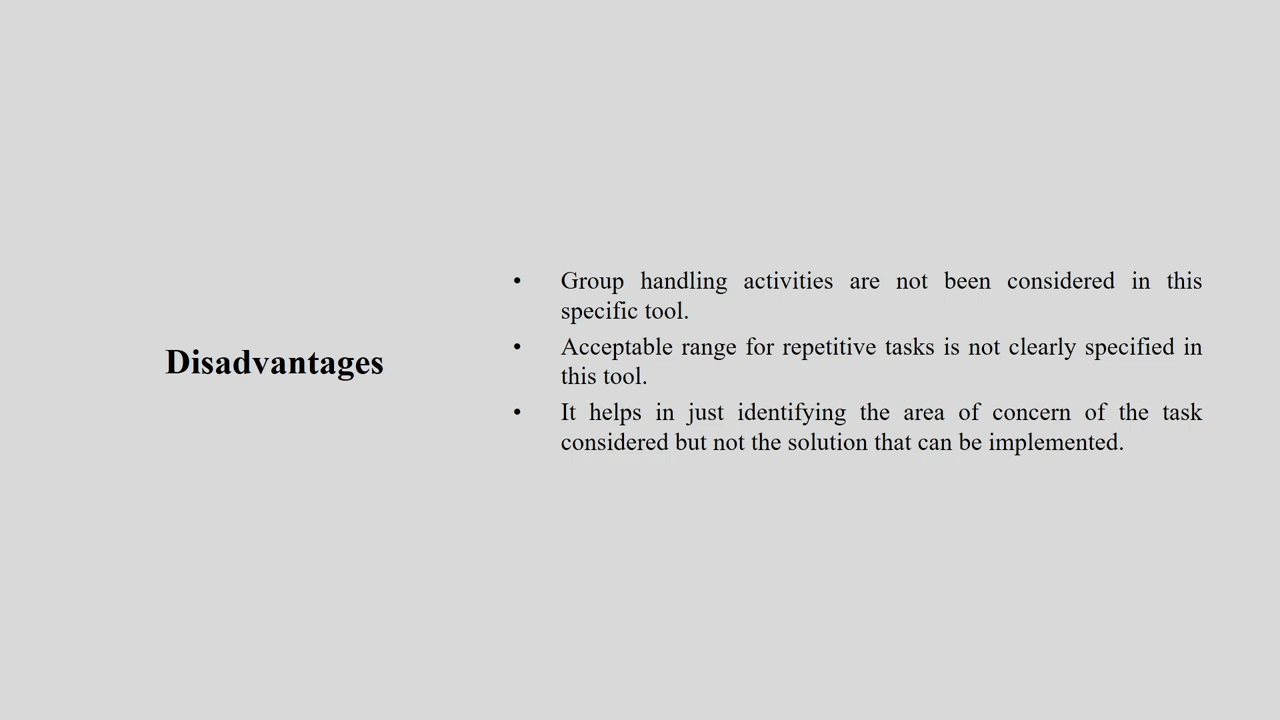 Disadvantages
• Group handling activities are not been considered in this
specific tool.
• Acceptable range for repetitive tasks is not clearly specified in
this tool.
• It helps in just identifying the area of concern of the task
considered but not the solution that can be implemented.